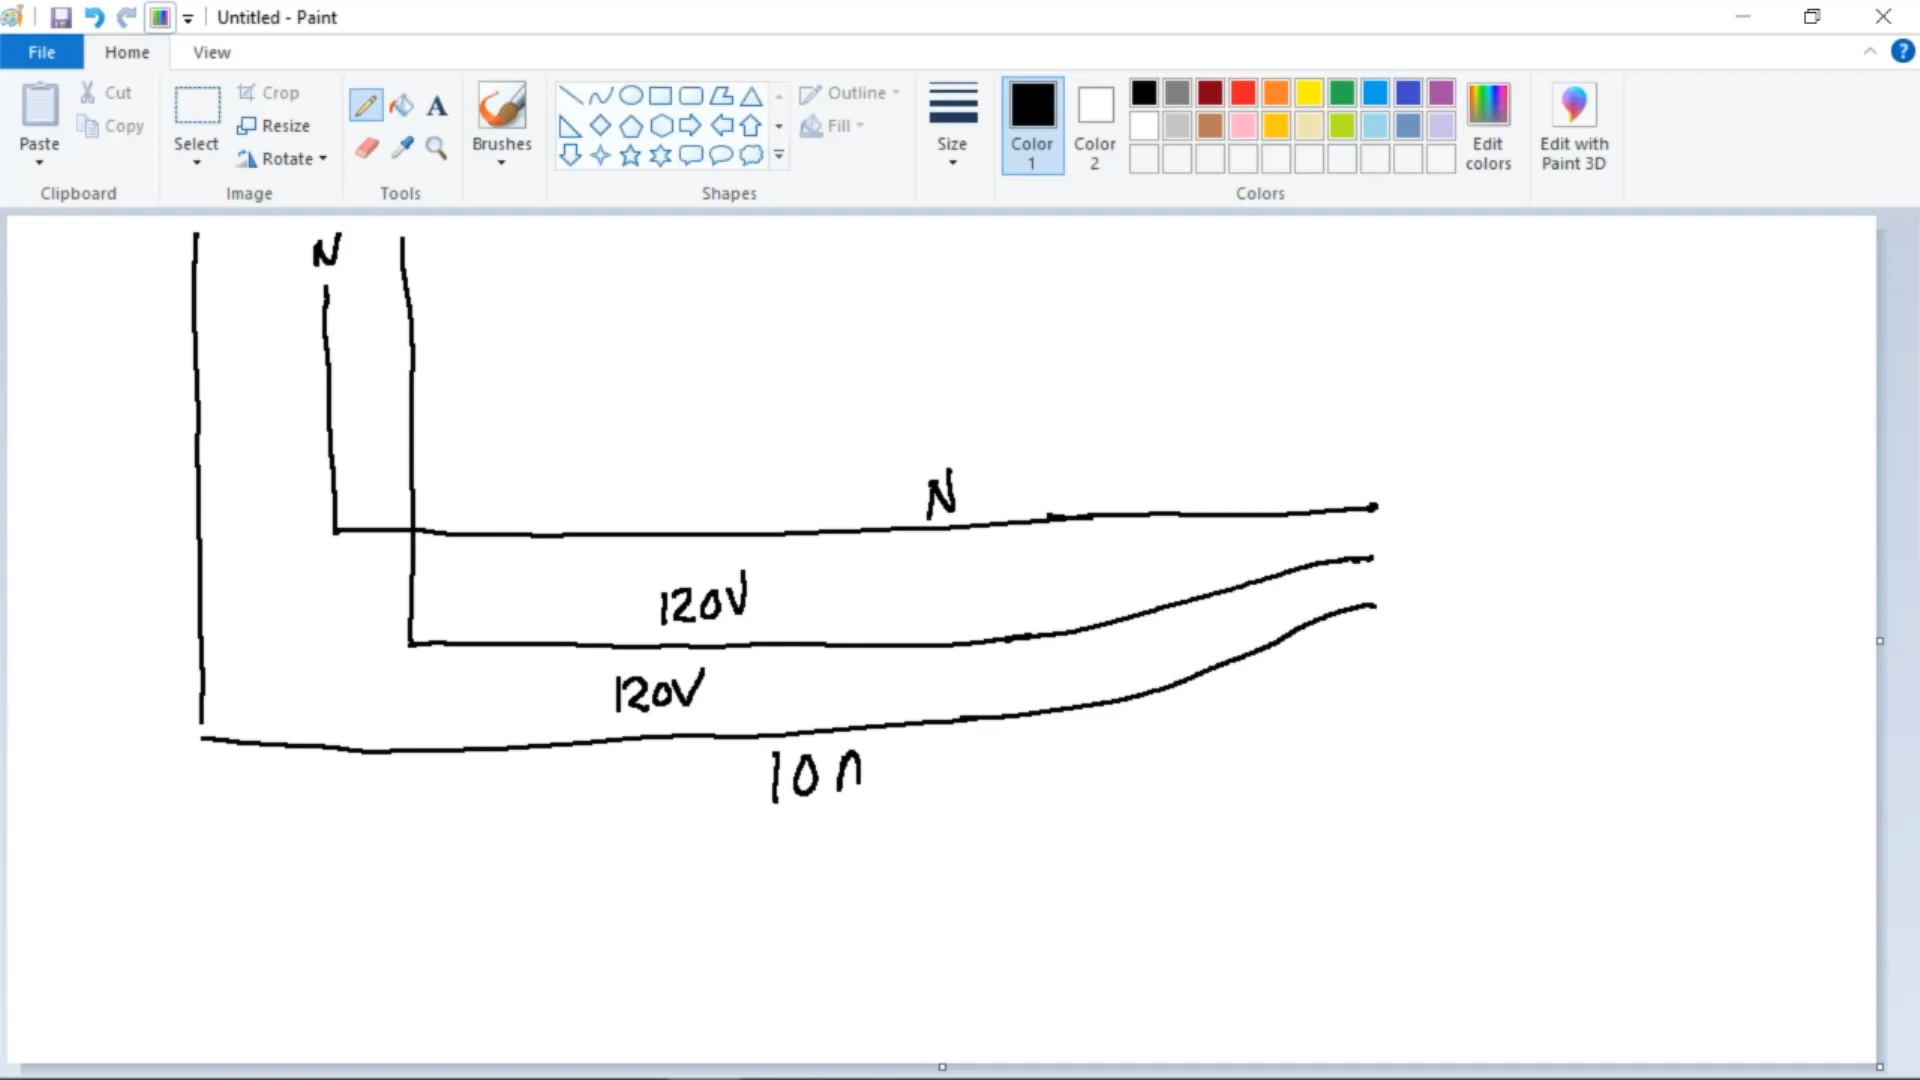 Untitled - Paint
File Home View
Paste
Cut
Copy
Clipboard
Select
Crop
Resize
Rotate
Image
A
Tools
Brushes
Shapes
Outline
Fill
Size
Color 1
Color 2
Edit colors
Colors
Edit with Paint 3D
N
N
120V
120V
10